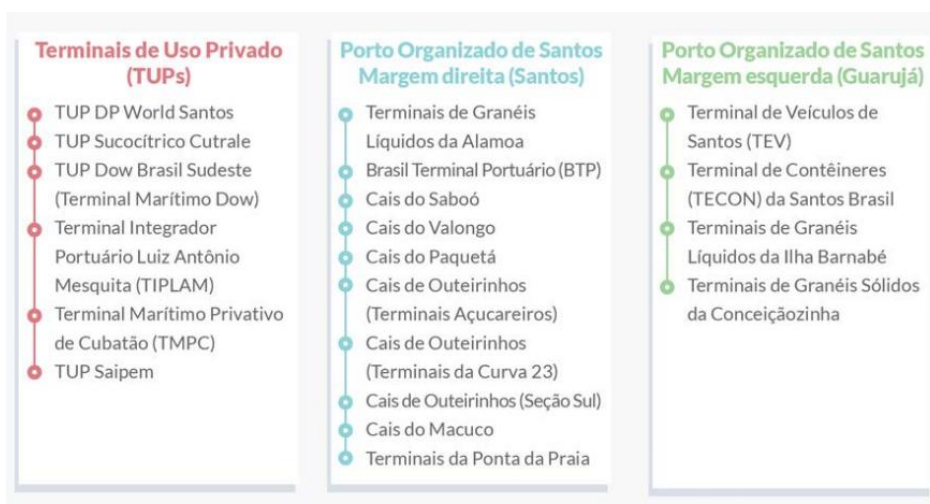 Terminais de Uso Privado
(TUPs)
TUP DP World Santos
TUP Sucocítrico Cutrale
TUP Dow Brasil Sudeste
(Terminal Marítimo Dow)
Terminal Integrador
Portuário Luiz Antônio
Mesquita (TIPLAM)
Terminal Marítimo Privativo
de Cubatão (TMPC)
TUP Saipem
Porto Organizado de Santos
Margem direita (Santos)
Terminais de Granéis
Líquidos da Alamoa
Brasil Terminal Portuário (BTP)
Cais do Saboó
Cais do Valongo
Cais do Paquetá
Cais de Outeirinhos
(Terminais Açucareiros)
Cais de Outeirinhos
(Terminais da Curva 23)
Cais de Outeirinhos (Seção Sul)
Cais do Macuco
Terminais da Ponta da Praia
Porto Organizado de Santos
Margem esquerda (Guarujá)
Terminal de Veículos de
Santos (TEV)
Terminal de Contêineres
(TECON) da Santos Brasil
Terminais de Granéis
Líquidos da Ilha Barnabé
Terminais de Granéis Sólidos
da Conceiçãozinha